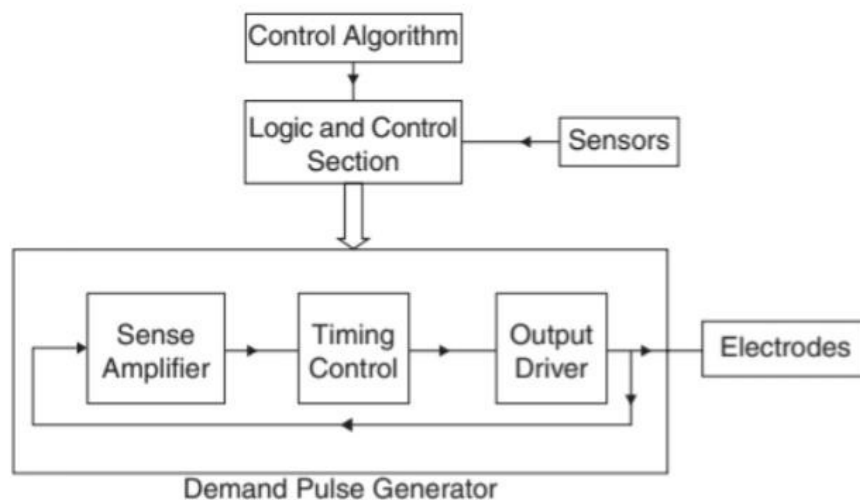 Control Algorithm
Logic and Control
Section
Sensors
Sense
Amplifier
Timing
Control
Output
Driver
Electrodes
Demand Pulse Generator